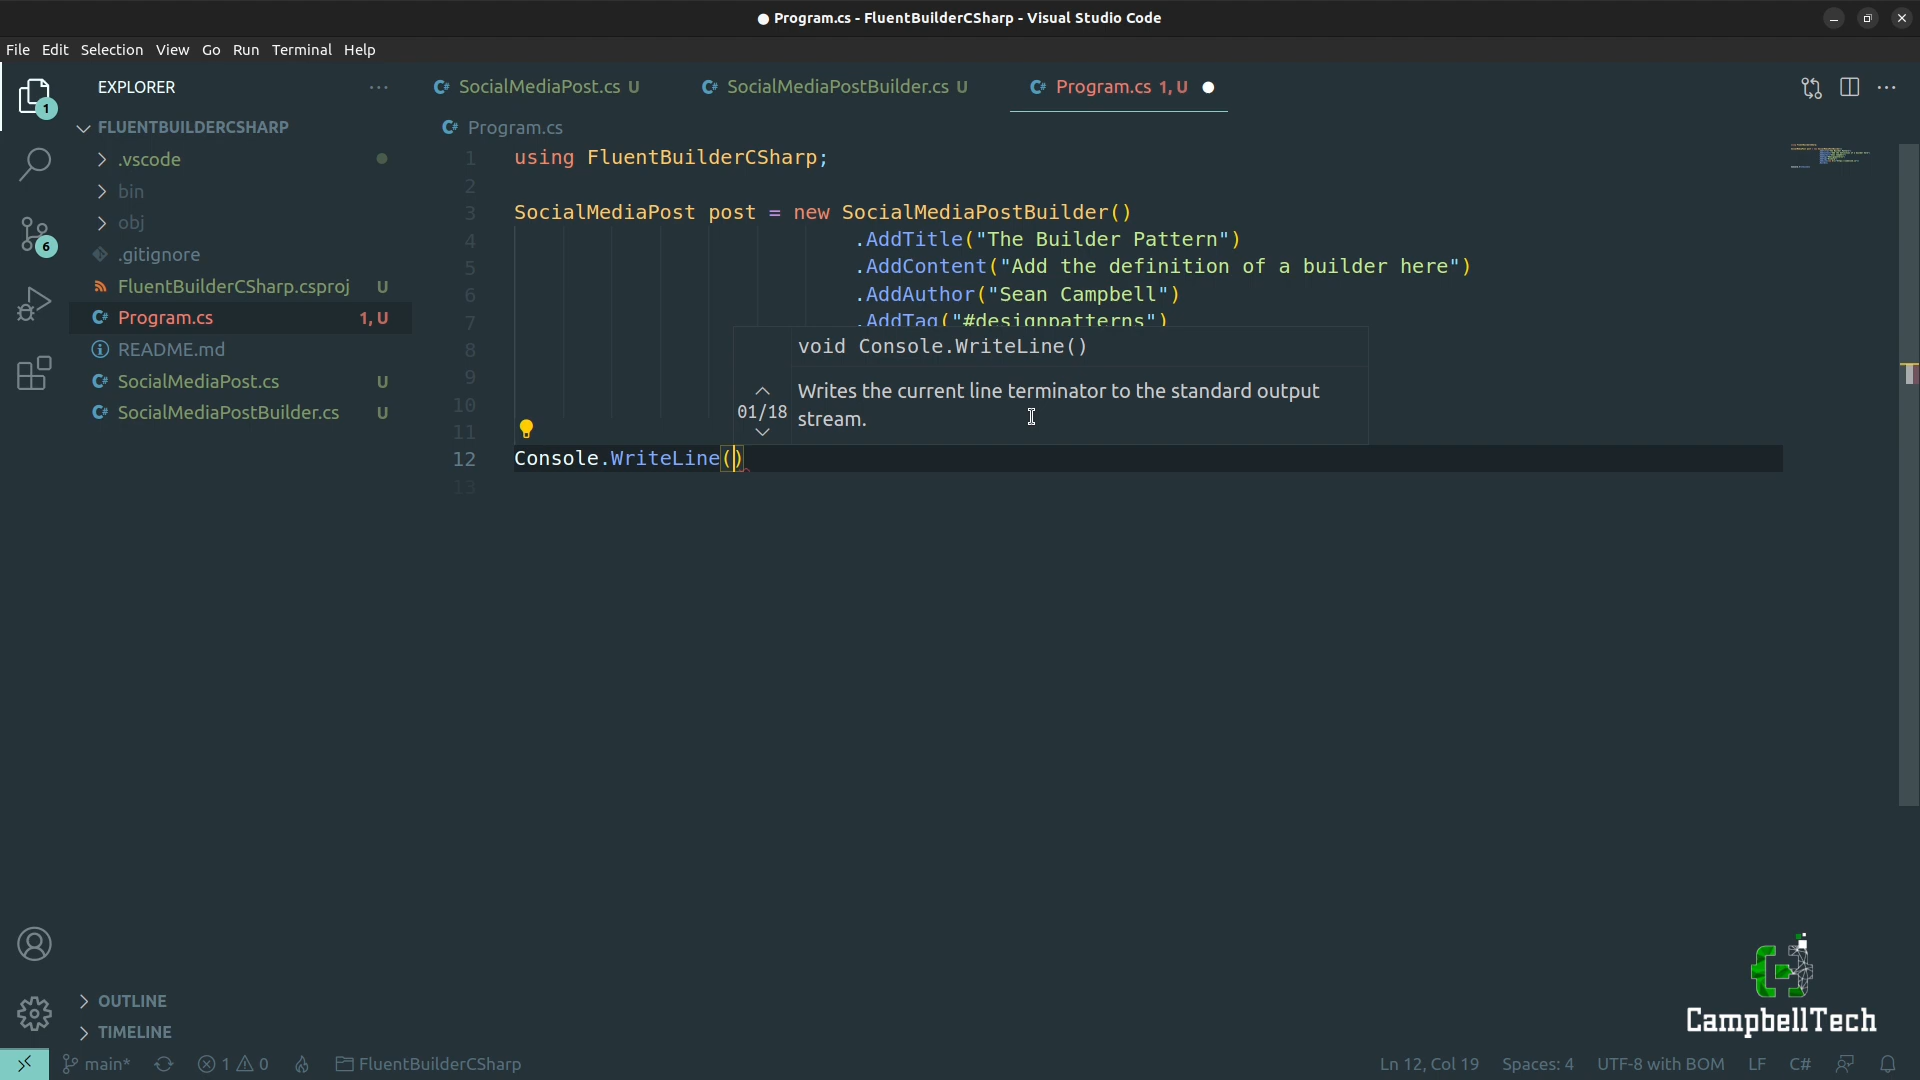 Program.cs - FluentBuilderCSharp - Visual Studio Code
File Edit Selection View Go Run Terminal Help
EXPLORER
SocialMediaPost.cs U
SocialMediaPostBuilder.cs U
Program.cs 1, U
1
FLUENTBUILDERCSHARP
Program.cs
.vscode
bin
obj
6
.gitignore
FluentBuilderCSharp.csproj U
Program.cs 1, U
README.md
SocialMediaPost.cs U
SocialMediaPostBuilder.cs U
1 using FluentBuilderCSharp;
2
3 SocialMediaPost post = new SocialMediaPostBuilder()
4 .AddTitle("The Builder Pattern")
5 .AddContent("Add the definition of a builder here")
6 .AddAuthor("Sean Campbell")
7 .AddTag("#designpatterns")
8
9
10
11
12 Console.WriteLine()
13
void Console.WriteLine()
01/18
Writes the current line terminator to the standard output
stream.
OUTLINE
TIMELINE
CampbellTech
main* 1 0 FluentBuilderCSharp Ln 12, Col 19 Spaces: 4 UTF-8 with BOM LF C#